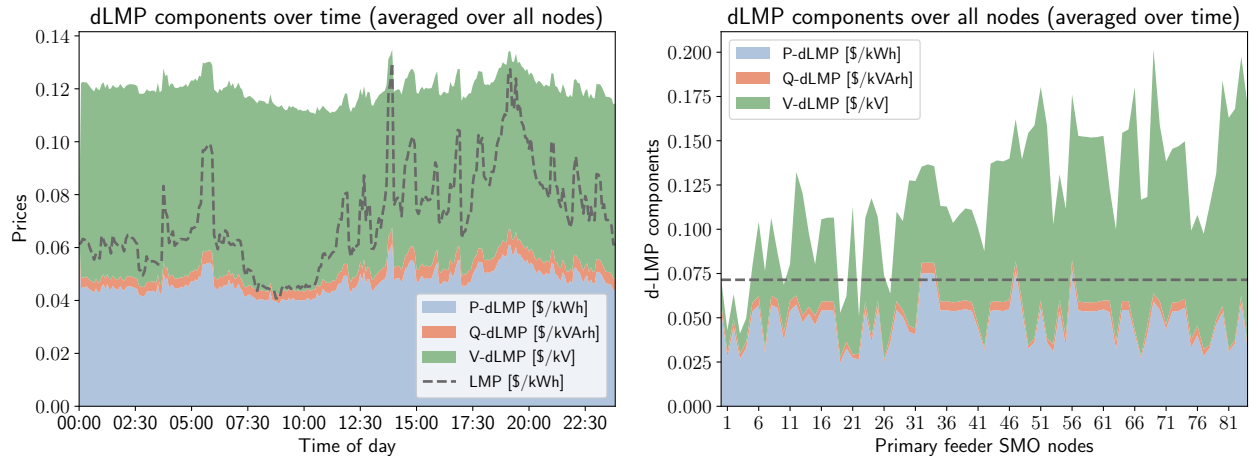 dLMP components over time (averaged over all nodes)
0.14
0.12
0.10
0.08
0.06
0.04
0.02
0.00
Prices
P-dLMP [$/kWh]
Q-dLMP [$/kVArh]
V-dLMP [$/kV]
LMP [$/kWh]
00:00 02:30 05:00 07:30 10:00 12:30 15:00 17:30 20:00 22:30
Time of day
dLMP components over all nodes (averaged over time)
0.200
0.175
0.150
0.125
0.100
0.075
0.050
0.025
0.000
d-LMP components
P-dLMP [$/kWh]
Q-dLMP [$/kVArh]
V-dLMP [$/kV]
1 6 11 16 21 26 31 36 41 46 51 56 61 66 71 76 81
Primary feeder SMO nodes